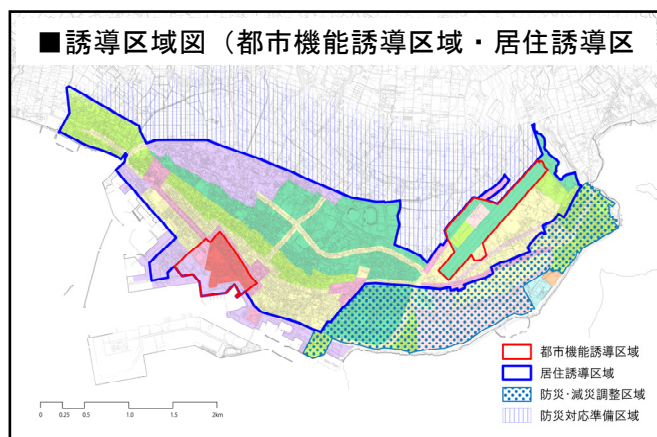 ■誘導区域図（都市機能誘導区域・居住誘導区
都市機能誘導区域
居住誘導区域
防災・減災調整区域
防災対応準備区域
0 0.25 0.5 1.0 1.5 2km